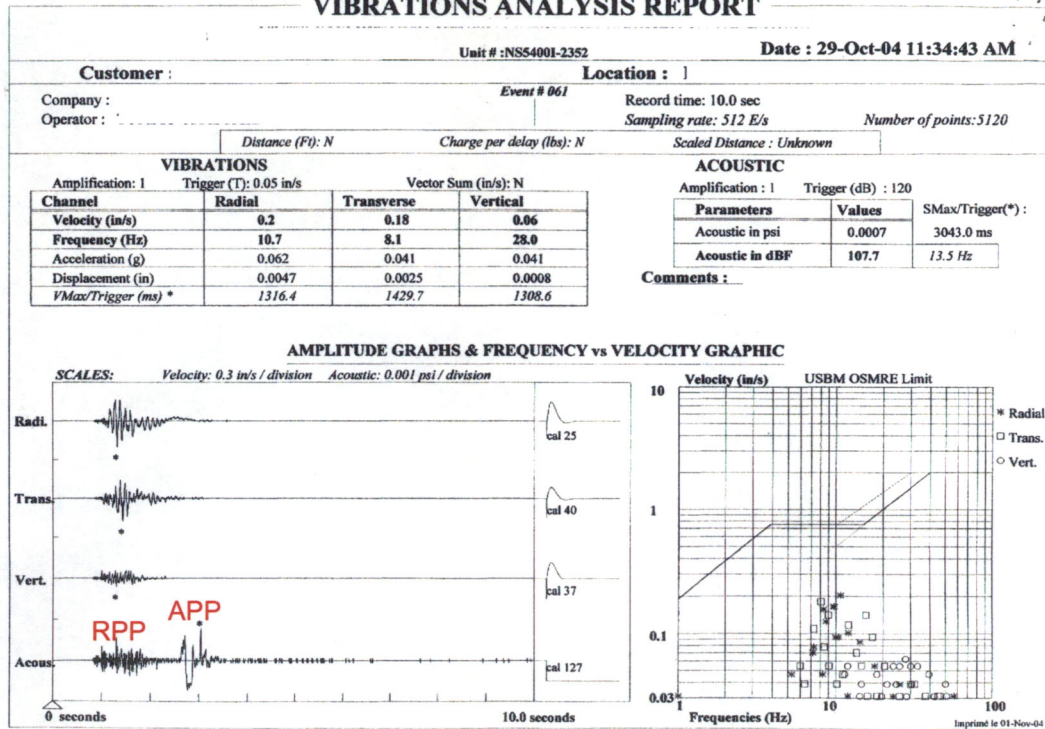 VIBRATIONS ANALYSIS REPORT
Unit # :NS5400I-2352 Date : 29-Oct-04 11:34:43 AM
Customer : Location :
Event # 061
Company : Record time: 10.0 sec
Operator : Sampling rate: 512 E/s Number of points:5120
Distance (Ft): N Charge per delay (lbs): N Scaled Distance : Unknown
VIBRATIONS ACOUSTIC
Amplification: 1 Trigger (T): 0.05 in/s Vector Sum (in/s): N Amplification : 1 Trigger (dB) : 120
Channel Radial Transverse Vertical
Velocity (in/s) 0.2 0.18 0.06
Frequency (Hz) 10.7 8.1 28.0
Acceleration (g) 0.062 0.041 0.041
Displacement (in) 0.0047 0.0025 0.0008
VMax/Trigger (ms) * 1316.4 1429.7 1308.6
Parameters Values SMax/Trigger(*) :
Acoustic in psi 0.0007 3043.0 ms
Acoustic in dBF 107.7 13.5 Hz
Comments :
AMPLITUDE GRAPHS & FREQUENCY vs VELOCITY GRAPHIC
SCALES: Velocity: 0.3 in/s / division Acoustic: 0.001 psi / division
Radi.
cal 25
Trans.
cal 40
Vert.
cal 37
RPP APP
Acous.
cal 127
0 seconds 10.0 seconds
Velocity (in/s) USBM OSMRE Limit
10
* Radial
□ Trans.
○ Vert.
1
0.1
0.03
1 10 100
Frequencies (Hz)
Imprimé le 01-Nov-04